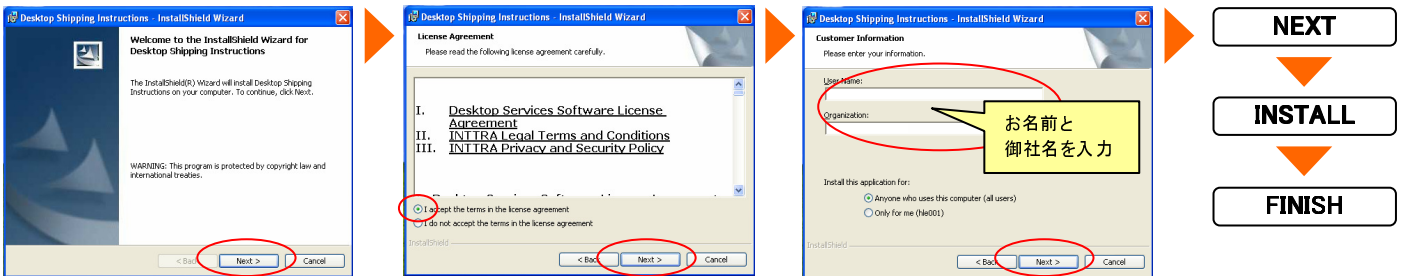 Desktop Shipping Instructions - InstallShield Wizard
Welcome to the InstallShield Wizard for
Desktop Shipping Instructions
The InstallShield(R) Wizard will install Desktop Shipping
Instructions on your computer. To continue, click Next.
WARNING: This program is protected by copyright law and
international treaties.
< Back
Next >
Cancel
Desktop Shipping Instructions - InstallShield Wizard
License Agreement
Please read the following license agreement carefully.
I. Desktop Services Software License
Agreement
II. INTTRA Legal Terms and Conditions
III. INTTRA Privacy and Security Policy
I accept the terms in the license agreement
I do not accept the terms in the license agreement
InstallShield
< Back
Next >
Cancel
Desktop Shipping Instructions - InstallShield Wizard
Customer Information
Please enter your information.
User Name:
Organization:
お名前と
御社名を入力
Install this application for:
Anyone who uses this computer (all users)
Only for me (hle001)
InstallShield
< Back
Next >
Cancel
NEXT
INSTALL
FINISH